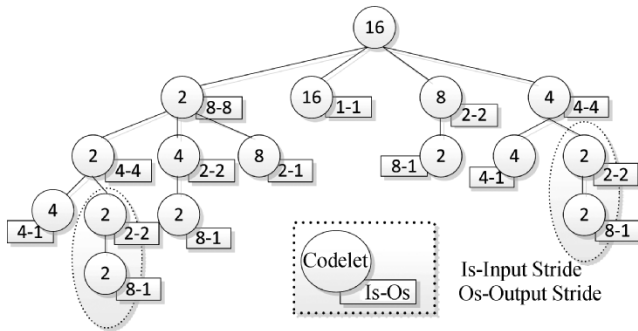 16
2 16 8 4
8-8 1-1 2-2 4-4
2 4 8 2 4 2
4-4 2-2 2-1 8-1 4-1 2-2
4 2 2 2
4-1 2-2 8-1 8-1
2
8-1
Codelet
Is-Os
Is-Input Stride
Os-Output Stride